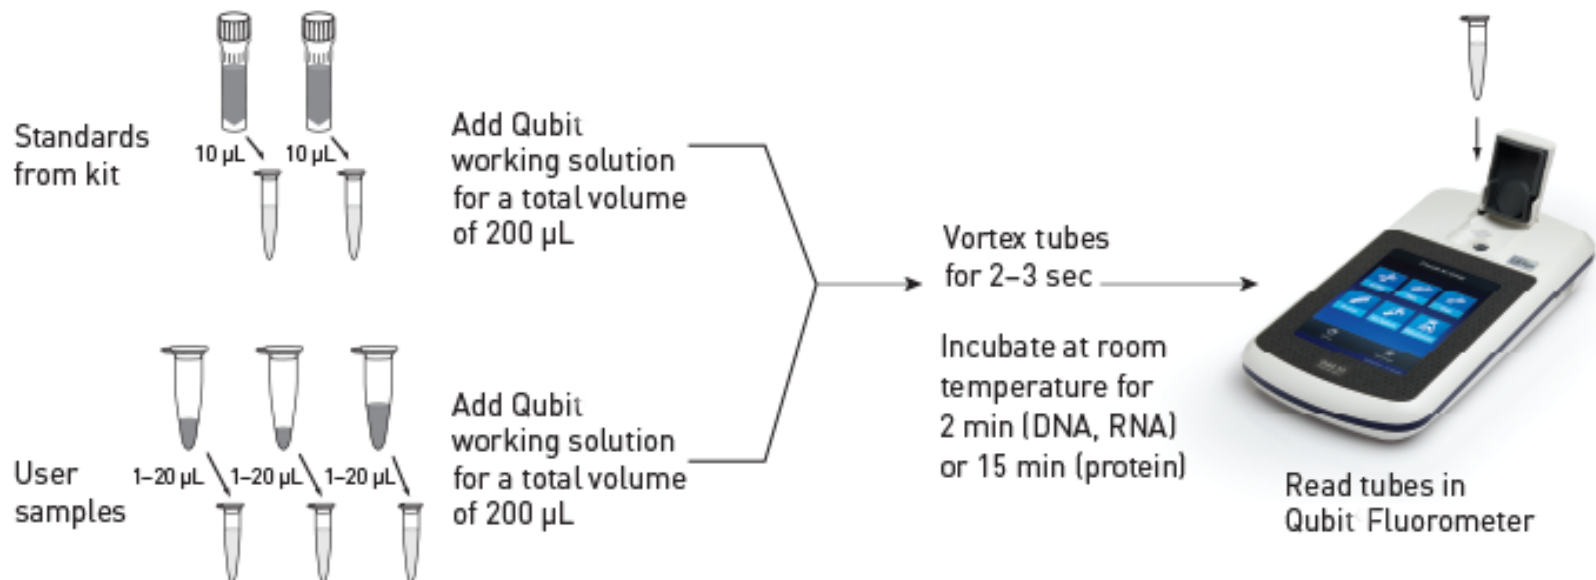 Standards
from kit
10 µL
10 µL
Add Qubit
working solution
for a total volume
of 200 µL
User
samples
1–20 µL
1–20 µL
1–20 µL
Add Qubit
working solution
for a total volume
of 200 µL
Vortex tubes
for 2–3 sec
Incubate at room
temperature for
2 min (DNA, RNA)
or 15 min (protein)
Read tubes in
Qubit Fluorometer